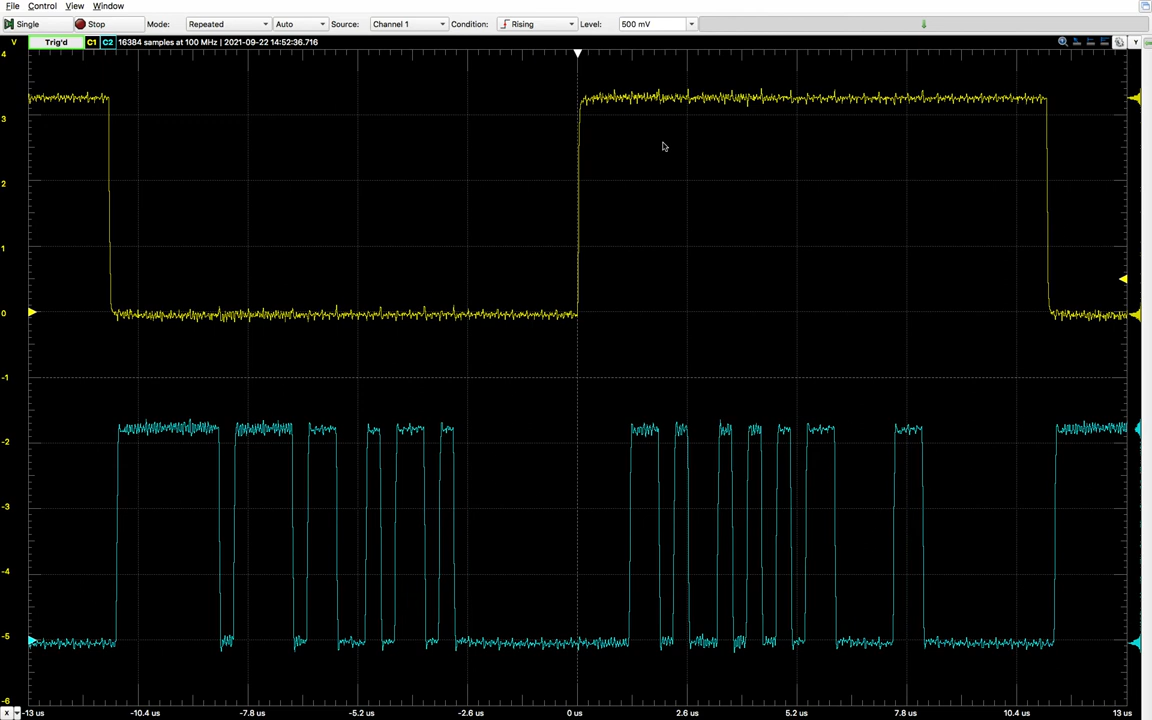 File Control View Window
Single Stop Mode: Repeated Auto Source: Channel 1 Condition: Rising Level: 500 mV
V Trig'd C1 C2 16384 samples at 100 MHz | 2021-09-22 14:52:36.716 Y
4
3
2
1
0
-1
-2
-3
-4
-5
-6
X -13 us -10.4 us -7.8 us -5.2 us -2.6 us 0 us 2.6 us 5.2 us 7.8 us 10.4 us 13 us